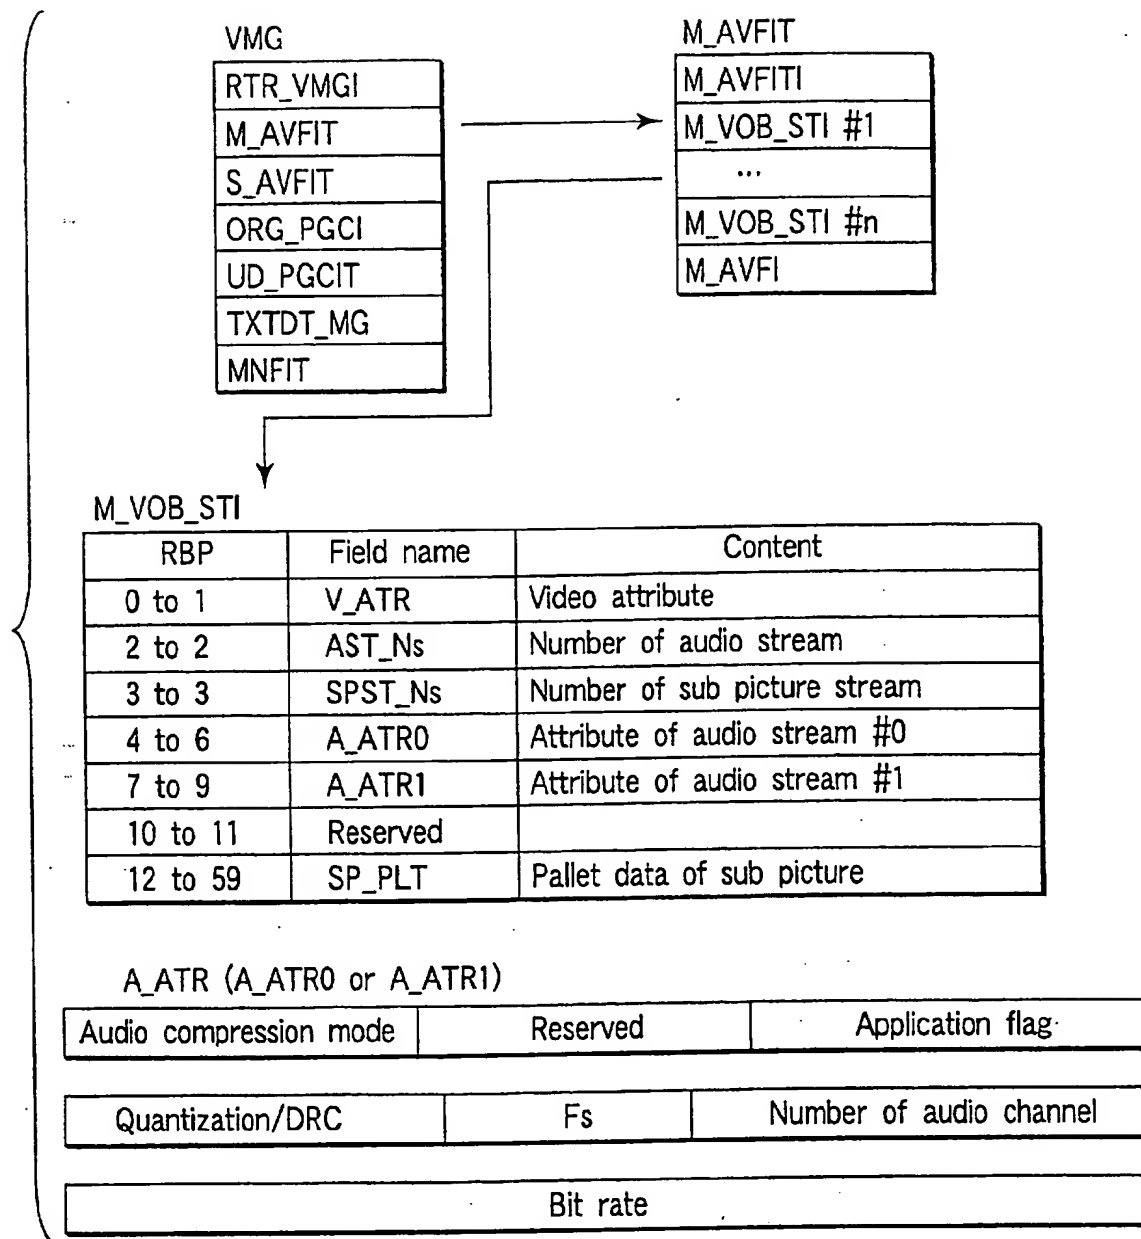 VMG
RTR_VMGI
M_AVFIT
S_AVFIT
ORG_PGCI
UD_PGCIT
TXTDT_MG
MNFIT
M_AVFIT
M_AVFITI
M_VOB_STI #1
...
M_VOB_STI #n
M_AVFI
M_VOB_STI
RBP Field name Content
0 to 1 V_ATR Video attribute
2 to 2 AST_Ns Number of audio stream
3 to 3 SPST_Ns Number of sub picture stream
4 to 6 A_ATR0 Attribute of audio stream #0
7 to 9 A_ATR1 Attribute of audio stream #1
10 to 11 Reserved
12 to 59 SP_PLT Pallet data of sub picture
A_ATR (A_ATR0 or A_ATR1)
Audio compression mode Reserved Application flag
Quantization/DRC Fs Number of audio channel
Bit rate